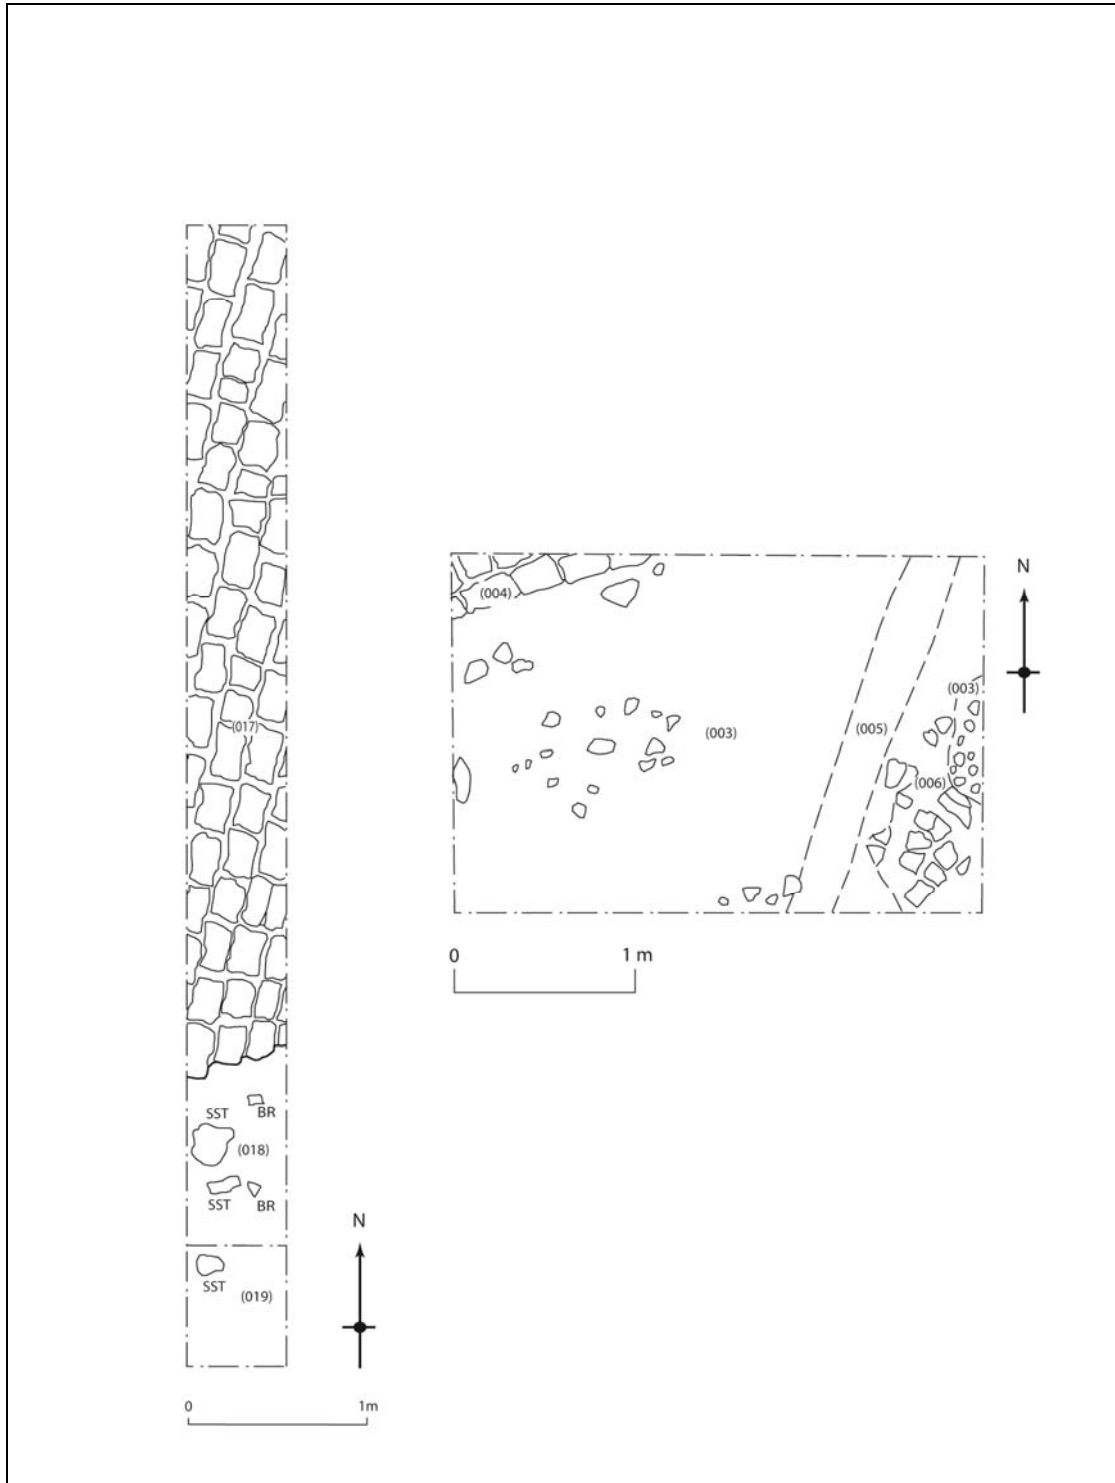 (017)
SST
BR
(018)
SST
BR
SST
(019)
N
0 1m
(004)
(003)
(005)
(003)
(006)
N
0 1 m